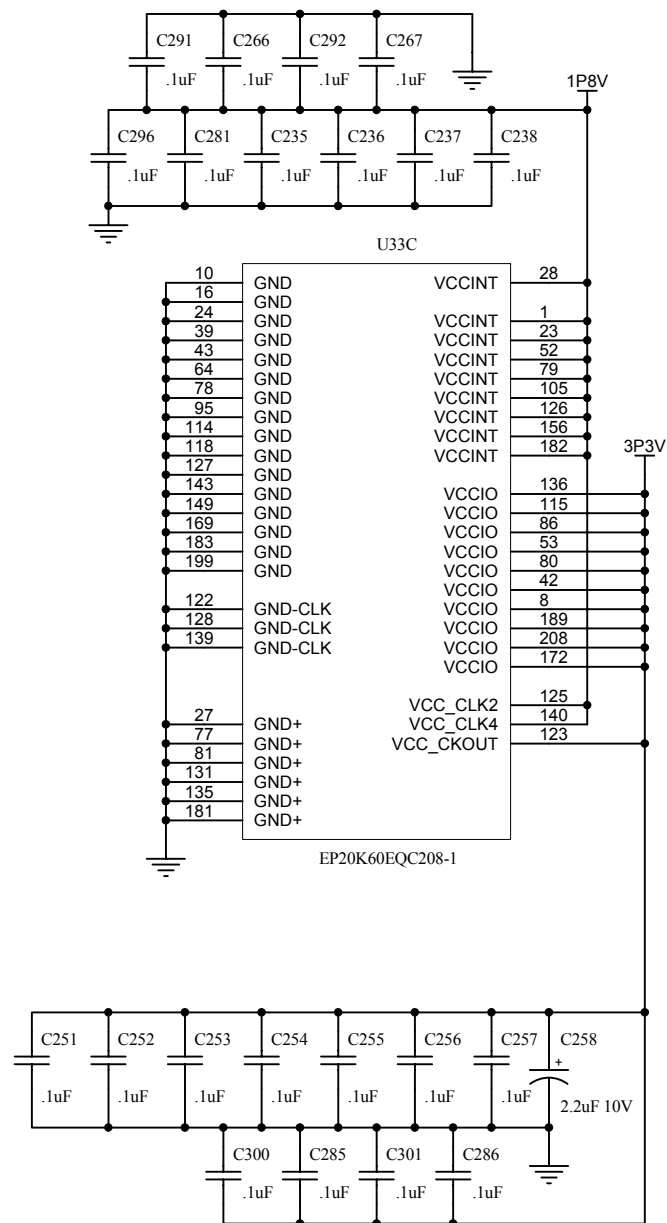 C291 C266 C292 C267
.1uF .1uF .1uF .1uF
1P8V
C296 C281 C235 C236 C237 C238
.1uF .1uF .1uF .1uF .1uF .1uF
U33C
10 GND VCCINT 28
16 GND
24 GND VCCINT 1
39 GND VCCINT 23
43 GND VCCINT 52
64 GND VCCINT 79
78 GND VCCINT 105
95 GND VCCINT 126
114 GND VCCINT 156
118 GND VCCINT 182
3P3V
127 GND
143 GND VCCIO 136
149 GND VCCIO 115
169 GND VCCIO 86
183 GND VCCIO 53
199 GND VCCIO 80
VCCIO 42
122 GND-CLK VCCIO 8
128 GND-CLK VCCIO 189
139 GND-CLK VCCIO 208
VCCIO 172
VCC_CLK2 125
27 GND+ VCC_CLK4 140
77 GND+ VCC_CKOUT 123
81 GND+
131 GND+
135 GND+
181 GND+
EP20K60EQC208-1
C251 C252 C253 C254 C255 C256 C257 C258
+
.1uF .1uF .1uF .1uF .1uF .1uF .1uF 2.2uF 10V
C300 C285 C301 C286
.1uF .1uF .1uF .1uF